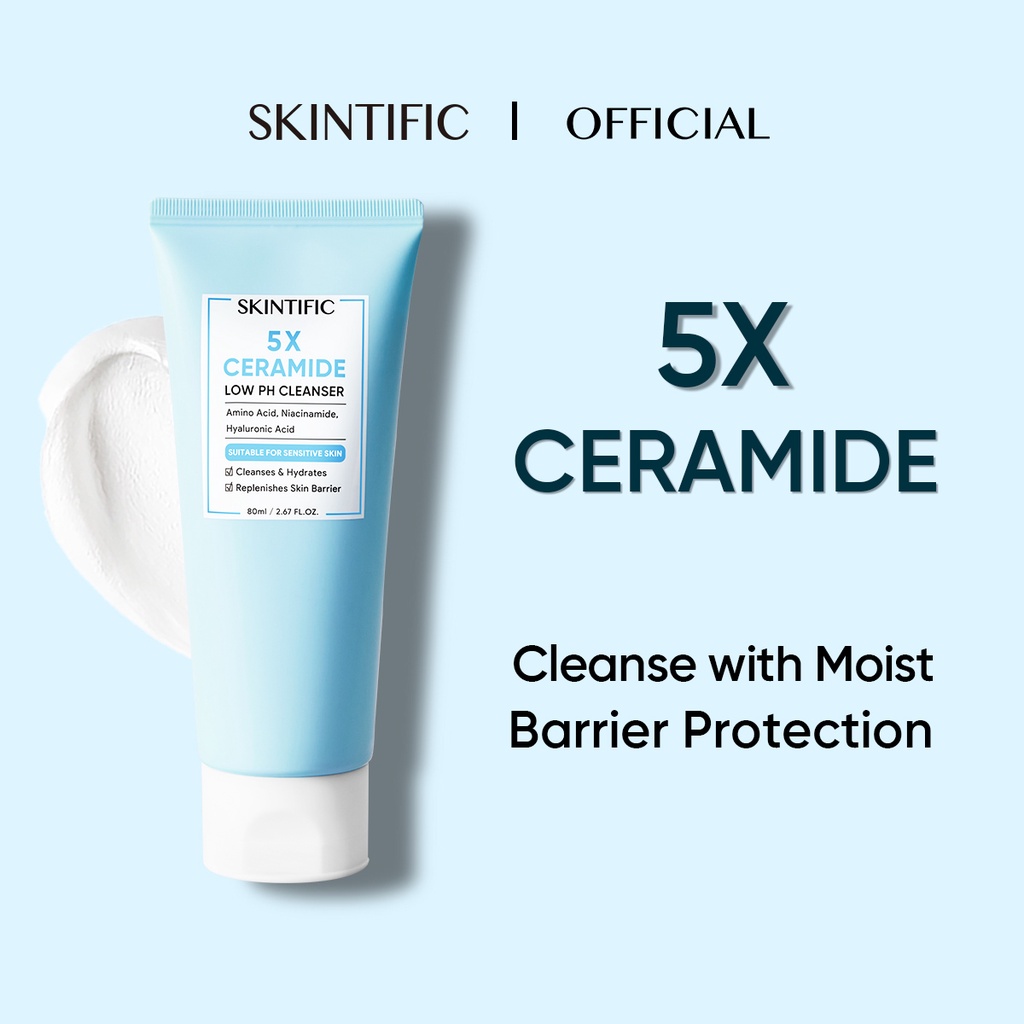 SKINTIFIC | OFFICIAL
SKINTIFIC
5X
CERAMIDE
LOW PH CLEANSER
Amino Acid, Niacinamide,
Hyaluronic Acid
SUITABLE FOR SENSITIVE SKIN
☑ Cleanses & Hydrates
☑ Replenishes Skin Barrier
80ml / 2.67 FL.OZ.
5X
CERAMIDE
Cleanse with Moist
Barrier Protection